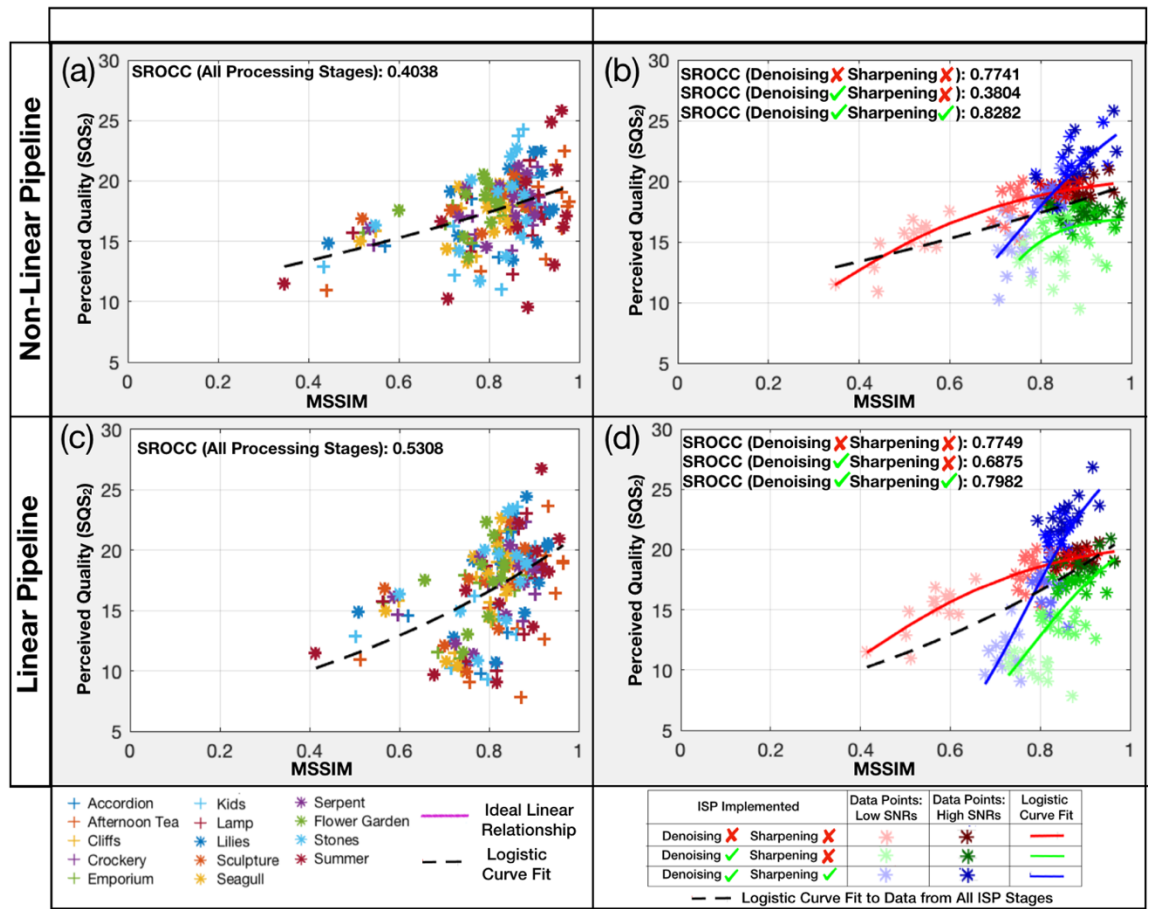 Non-Linear Pipeline
(a)
SROCC (All Processing Stages): 0.4038
Perceived Quality (SQS₂)
30
25
20
15
10
5
0 0.2 0.4 0.6 0.8 1
MSSIM
(b)
SROCC (Denoising ✘ Sharpening ✘): 0.7741
SROCC (Denoising ✓ Sharpening ✘): 0.3804
SROCC (Denoising ✓ Sharpening ✓): 0.8282
Perceived Quality (SQS₂)
30
25
20
15
10
5
0 0.2 0.4 0.6 0.8 1
MSSIM
Linear Pipeline
(c)
SROCC (All Processing Stages): 0.5308
Perceived Quality (SQS₂)
30
25
20
15
10
5
0 0.2 0.4 0.6 0.8 1
MSSIM
(d)
SROCC (Denoising ✘ Sharpening ✘): 0.7749
SROCC (Denoising ✓ Sharpening ✘): 0.6875
SROCC (Denoising ✓ Sharpening ✓): 0.7982
Perceived Quality (SQS₂)
30
25
20
15
10
5
0 0.2 0.4 0.6 0.8 1
MSSIM
Accordion
Afternoon Tea
Cliffs
Crockery
Emporium
Kids
Lamp
Lilies
Sculpture
Seagull
Serpent
Flower Garden
Stones
Summer
Ideal Linear
Relationship
Logistic
Curve Fit
ISP Implemented
Data Points:
Low SNRs
Data Points:
High SNRs
Logistic
Curve Fit
Denoising ✘ Sharpening ✘
Denoising ✓ Sharpening ✘
Denoising ✓ Sharpening ✓
Logistic Curve Fit to Data from All ISP Stages